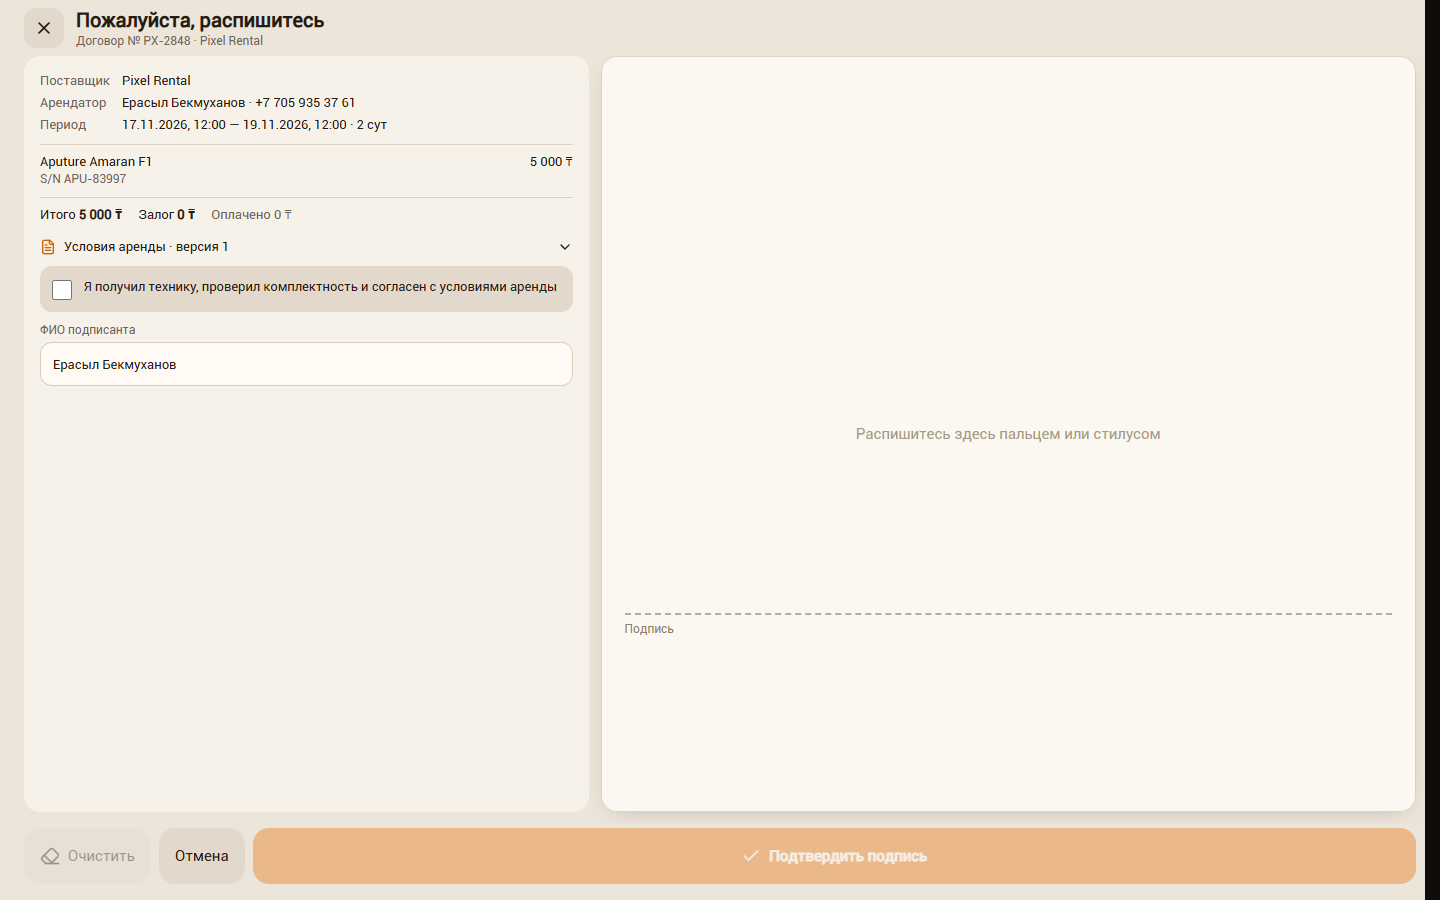 Пожалуйста, распишитесь
Договор № PX-2848 · Pixel Rental
Поставщик Pixel Rental
Арендатор Ерасыл Бекмуханов · +7 705 935 37 61
Период 17.11.2026, 12:00 — 19.11.2026, 12:00 · 2 сут
Aputure Amaran F1 5 000 ₸
S/N APU-83997
Итого 5 000 ₸ Залог 0 ₸ Оплачено 0 ₸
Условия аренды · версия 1
Я получил технику, проверил комплектность и согласен с условиями аренды
ФИО подписанта
Ерасыл Бекмуханов
Распишитесь здесь пальцем или стилусом
Подпись
Очистить Отмена Подтвердить подпись